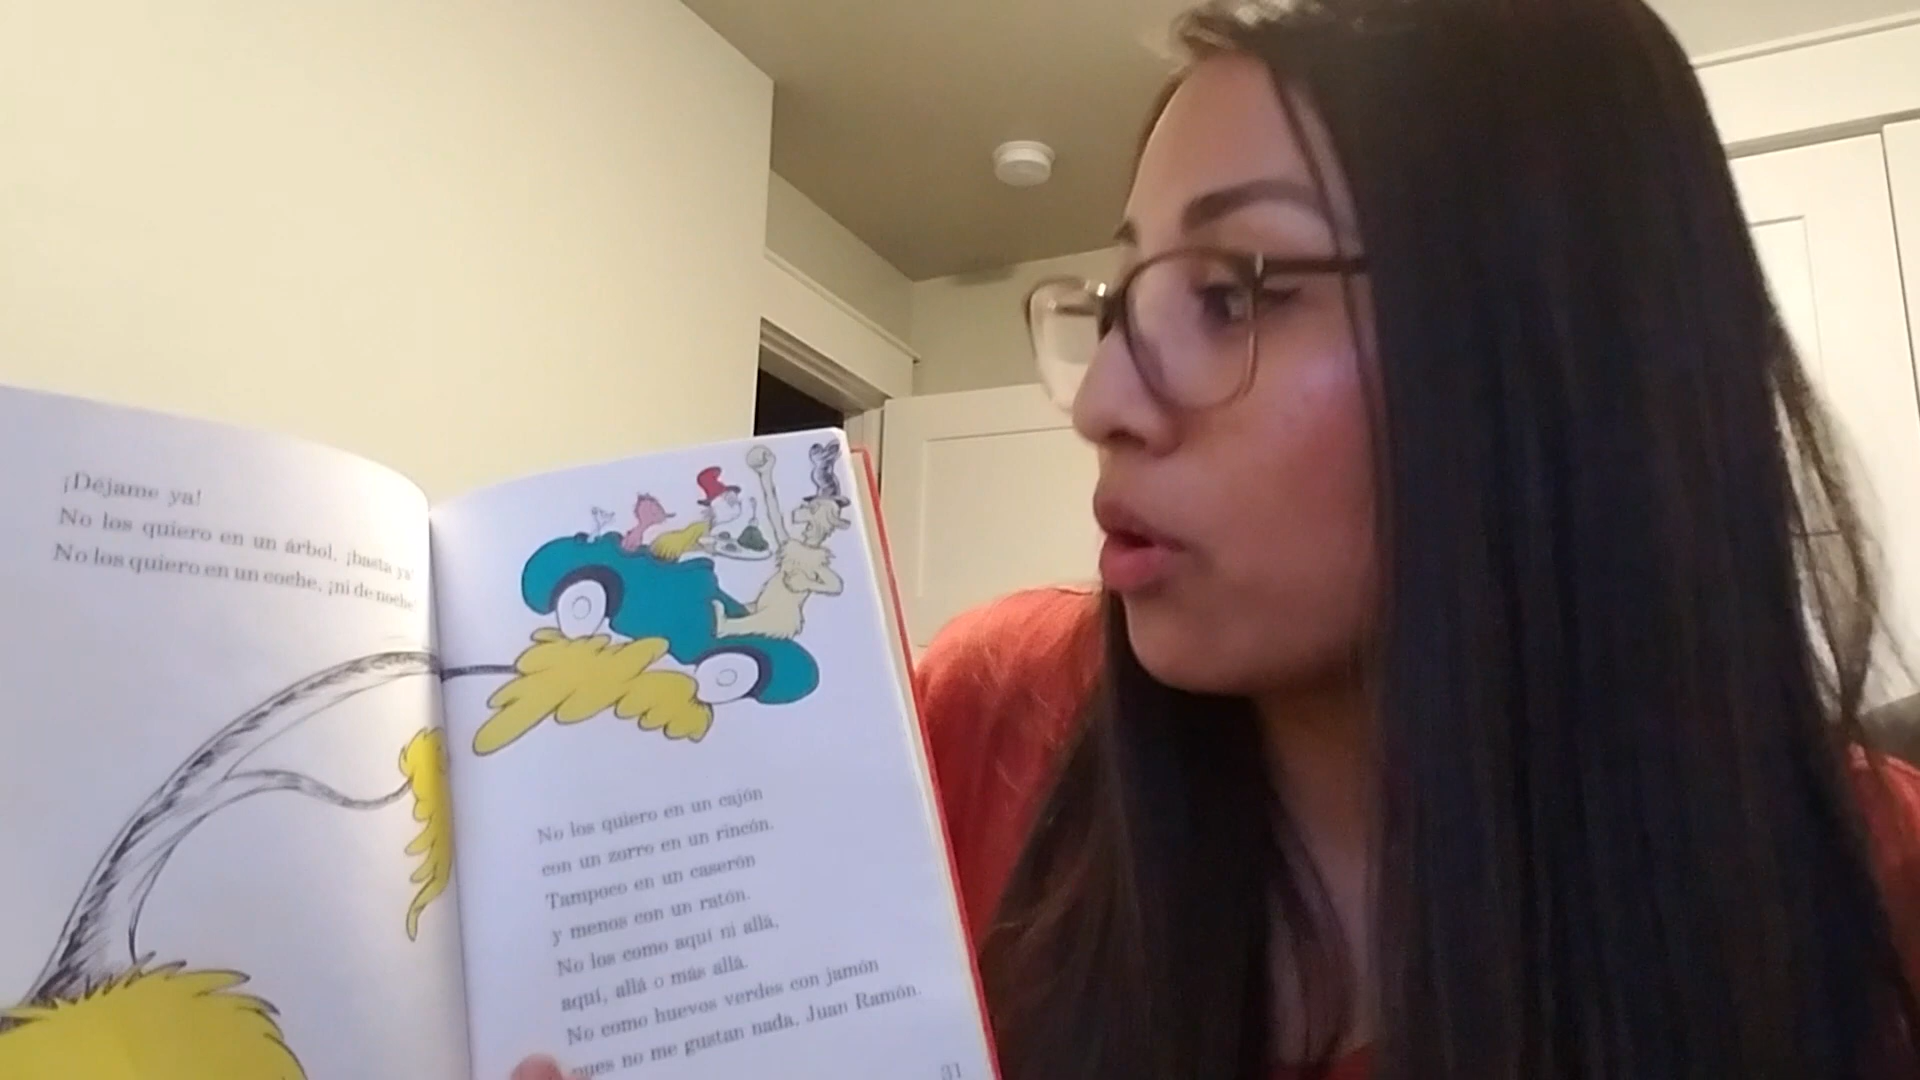 ¡Déjame ya!
No los quiero en un árbol, ¡basta ya!
No los quiero en un coche, ¡ni de noche!
No los quiero en un cajón
con un zorro en un rincón.
Tampoco en un caserón
y menos con un ratón.
No los como aquí ni allá,
aquí, allá o más allá.
No como huevos verdes con jamón
pues no me gustan nada, Juan Ramón.
31